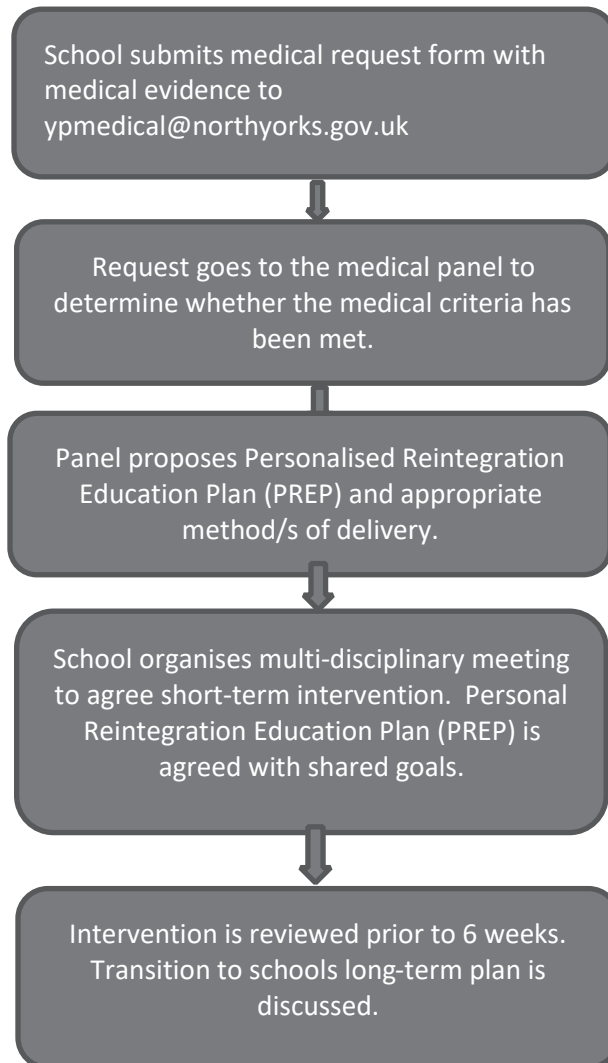 School submits medical request form with
medical evidence to
ypmedical@northyorks.gov.uk
Request goes to the medical panel to
determine whether the medical criteria has
been met.
Panel proposes Personalised Reintegration
Education Plan (PREP) and appropriate
method/s of delivery.
School organises multi-disciplinary meeting
to agree short-term intervention.  Personal
Reintegration Education Plan (PREP) is
agreed with shared goals.
Intervention is reviewed prior to 6 weeks.
Transition to schools long-term plan is
discussed.